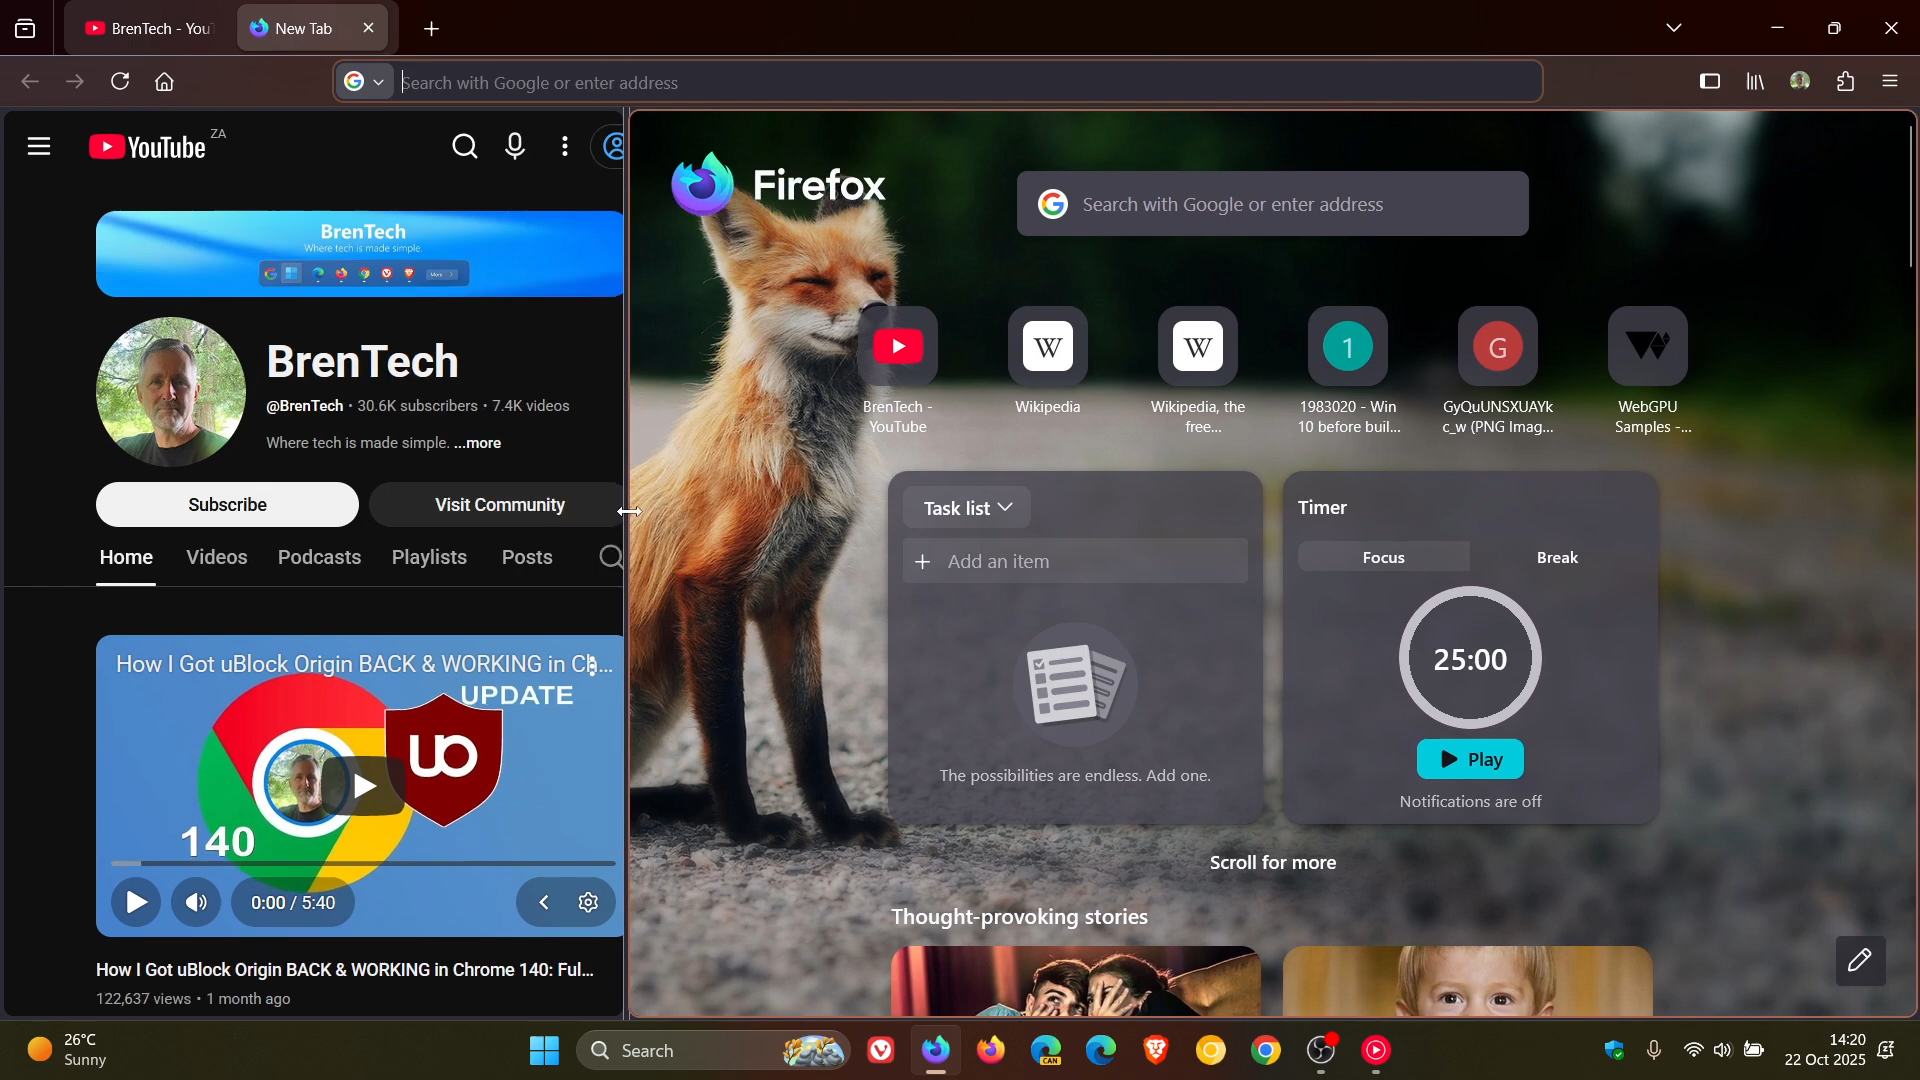 BrenTech - You
New Tab
Search with Google or enter address
YouTube ZA
BrenTech
Where tech is made simple.
More
BrenTech
@BrenTech • 30.6K subscribers • 7.4K videos
Where tech is made simple. ...more
Subscribe
Visit Community
Home
Videos
Podcasts
Playlists
Posts
How I Got uBlock Origin BACK & WORKING in Ch...
UPDATE
uo
140
0:00 / 5:40
How I Got uBlock Origin BACK & WORKING in Chrome 140: Ful...
122,637 views • 1 month ago
Firefox
Search with Google or enter address
BrenTech -
YouTube
W
Wikipedia
W
Wikipedia, the
free...
1
1983020 - Win
10 before buil...
G
GyQuUNSXUAYk
c_w (PNG Imag...
WebGPU
Samples -...
Task list
Add an item
The possibilities are endless. Add one.
Timer
Focus
Break
25:00
Play
Notifications are off
Scroll for more
Thought-provoking stories
26°C
Sunny
Search
CAN
14:20
22 Oct 2025